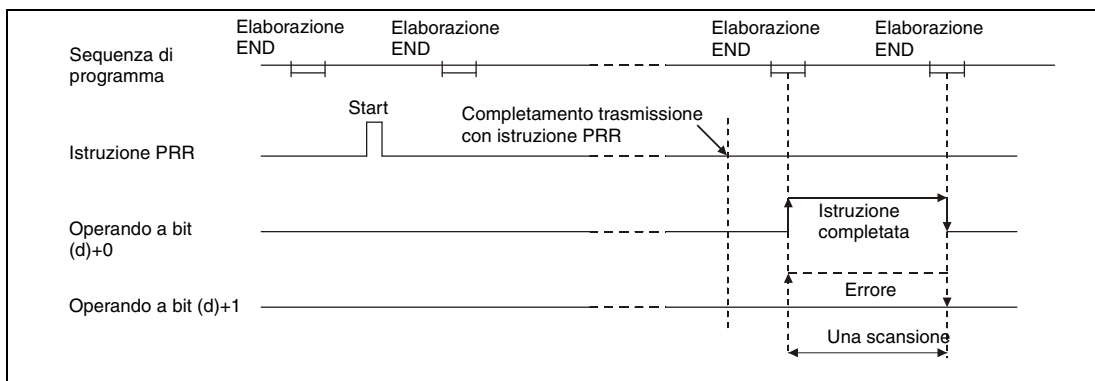 Elaborazione
END
Elaborazione
END
Elaborazione
END
Elaborazione
END
Sequenza di
programma
Start
Completamento trasmissione
con istruzione PRR
Istruzione PRR
Operando a bit
(d)+0
Istruzione
completata
Errore
Operando a bit (d)+1
Una scansione